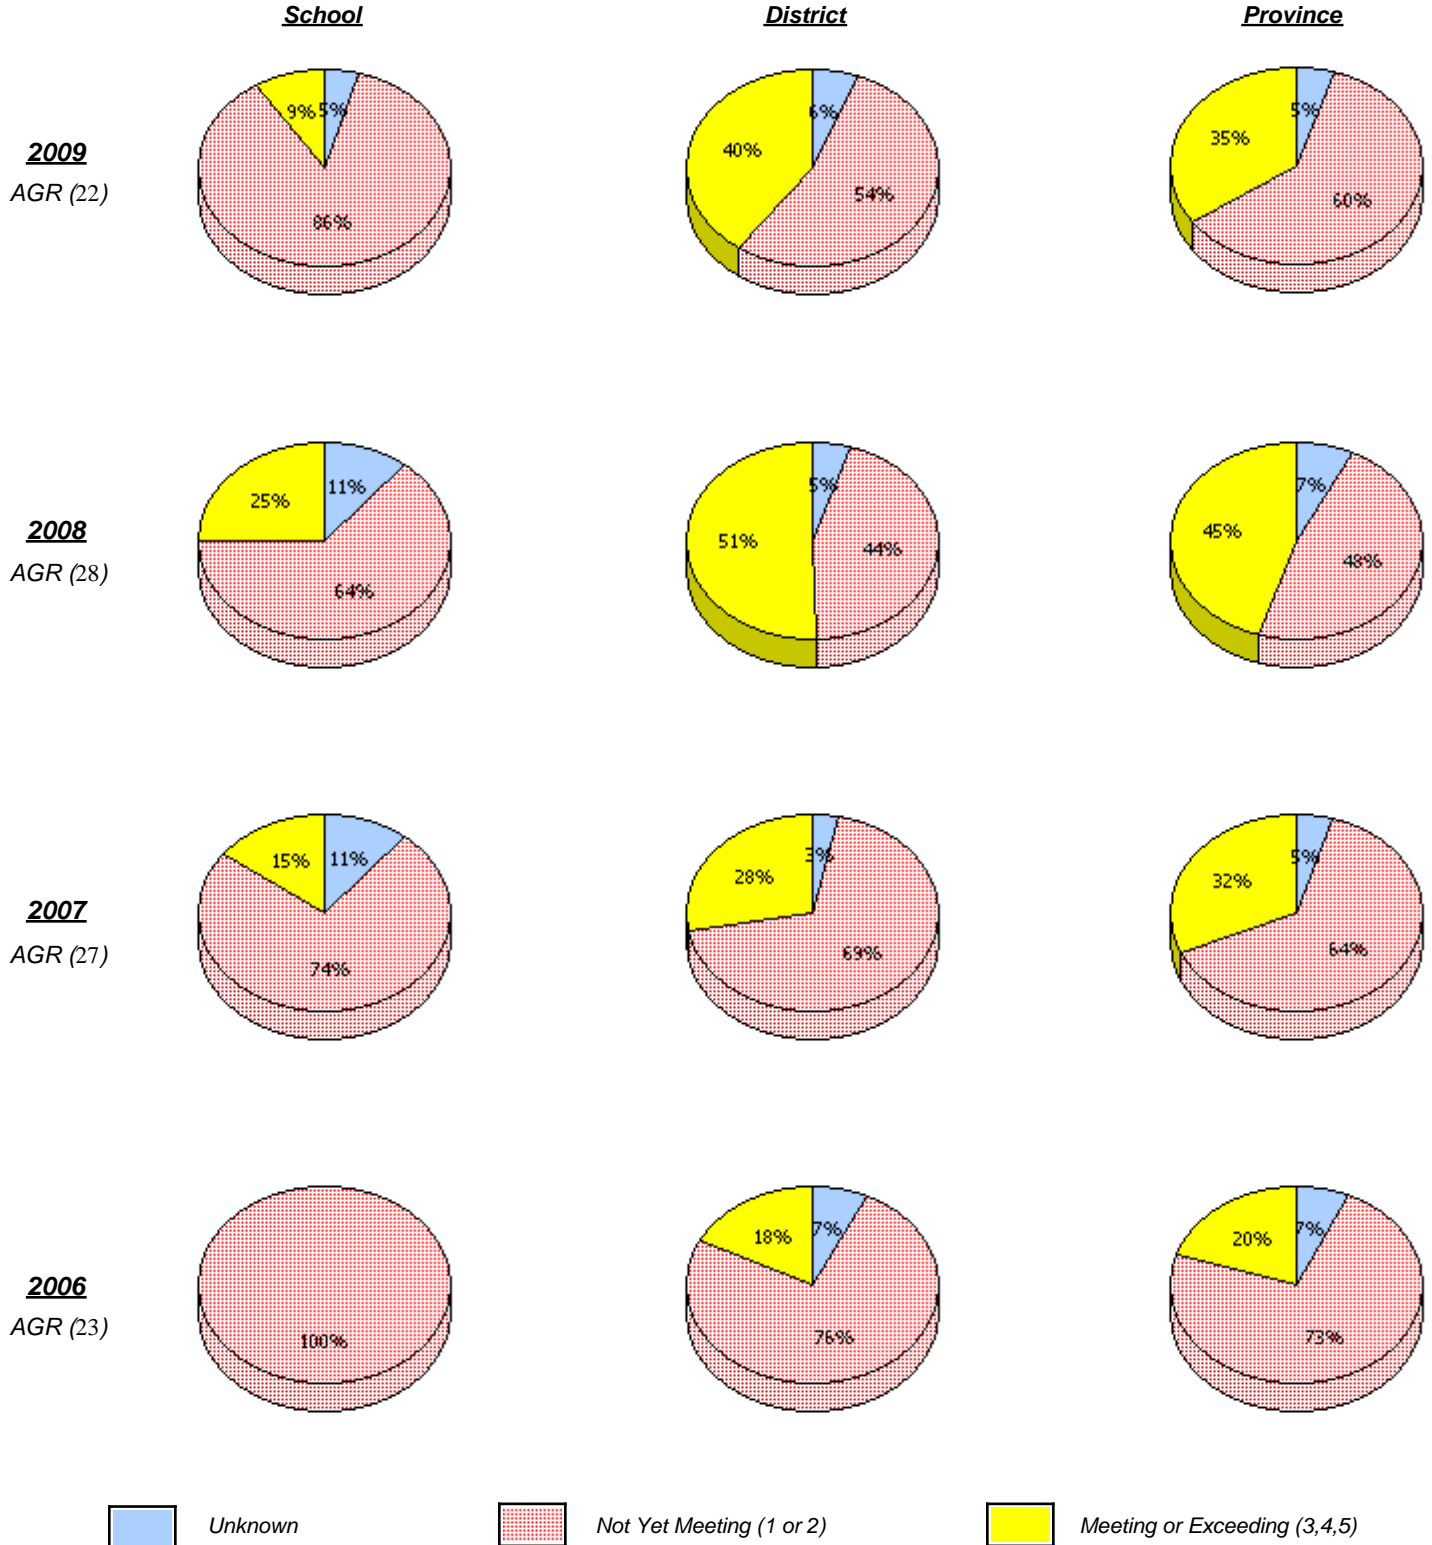 School District Province
2009
AGR (22)
9% 5% 86%
40% 6% 54%
35% 5% 60%
2008
AGR (28)
25% 11% 64%
51% 5% 44%
45% 7% 48%
2007
AGR (27)
15% 11% 74%
28% 3% 69%
32% 5% 64%
2006
AGR (23)
100%
18% 7% 76%
20% 7% 73%
Unknown Not Yet Meeting (1 or 2) Meeting or Exceeding (3,4,5)